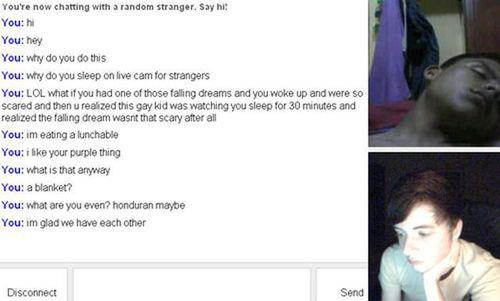 You're now chatting with a random stranger. Say hi!
You: hi
You: hey
You: why do you do this
You: why do you sleep on live cam for strangers
You: LOL what if you had one of those falling dreams and you woke up and were so
scared and then u realized this gay kid was watching you sleep for 30 minutes and
realized the falling dream wasnt that scary after all
You: im eating a lunchable
You: i like your purple thing
You: what is that anyway
You: a blanket?
You: what are you even? honduran maybe
You: im glad we have each other
Disconnect
Send